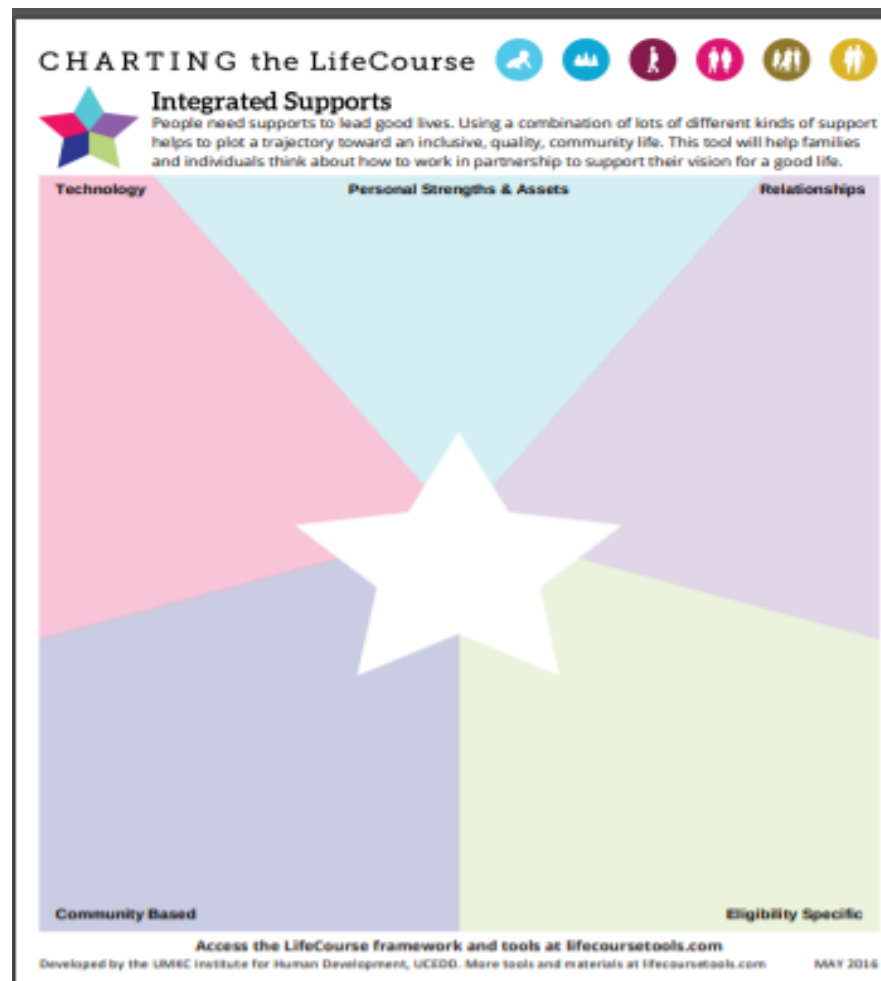 CHARTING the LifeCourse
Integrated Supports
People need supports to lead good lives. Using a combination of lots of different kinds of support
helps to plot a trajectory toward an inclusive, quality, community life. This tool will help families
and individuals think about how to work in partnership to support their vision for a good life.
Technology Personal Strengths & Assets Relationships
Community Based Eligibility Specific
Access the LifeCourse framework and tools at lifecoursetools.com
Developed by the UMKC Institute for Human Development, UCEDD. More tools and materials at lifecoursetools.com MAY 2016